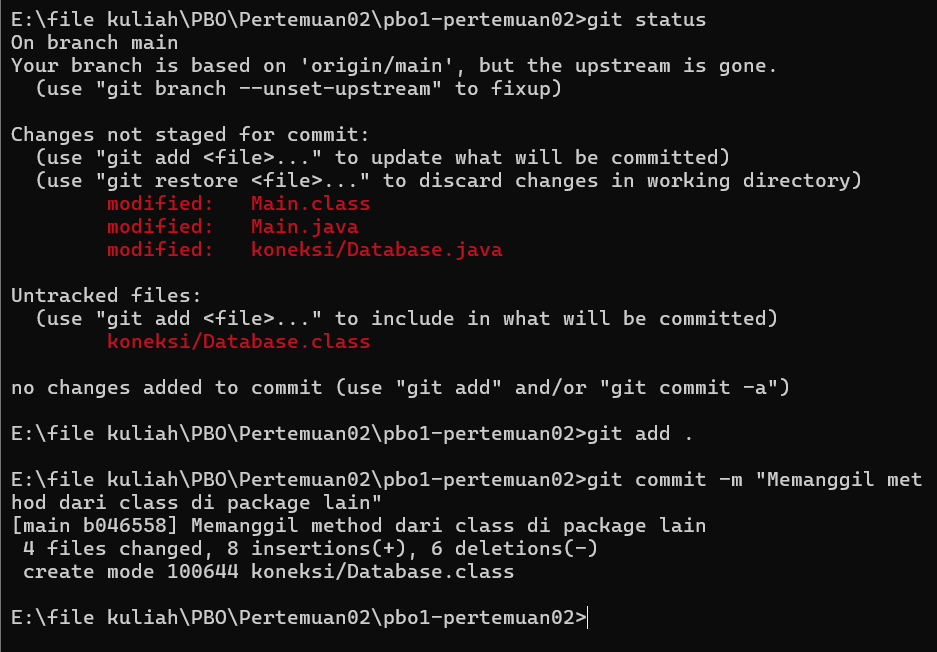 E:\file kuliah\PBO\Pertemuan02\pbo1-pertemuan02>git status
On branch main
Your branch is based on 'origin/main', but the upstream is gone.
  (use "git branch --unset-upstream" to fixup)

Changes not staged for commit:
  (use "git add <file>..." to update what will be committed)
  (use "git restore <file>..." to discard changes in working directory)
        modified:   Main.class
        modified:   Main.java
        modified:   koneksi/Database.java

Untracked files:
  (use "git add <file>..." to include in what will be committed)
        koneksi/Database.class

no changes added to commit (use "git add" and/or "git commit -a")

E:\file kuliah\PBO\Pertemuan02\pbo1-pertemuan02>git add .

E:\file kuliah\PBO\Pertemuan02\pbo1-pertemuan02>git commit -m "Memanggil met
hod dari class di package lain"
[main b046558] Memanggil method dari class di package lain
 4 files changed, 8 insertions(+), 6 deletions(-)
 create mode 100644 koneksi/Database.class

E:\file kuliah\PBO\Pertemuan02\pbo1-pertemuan02>